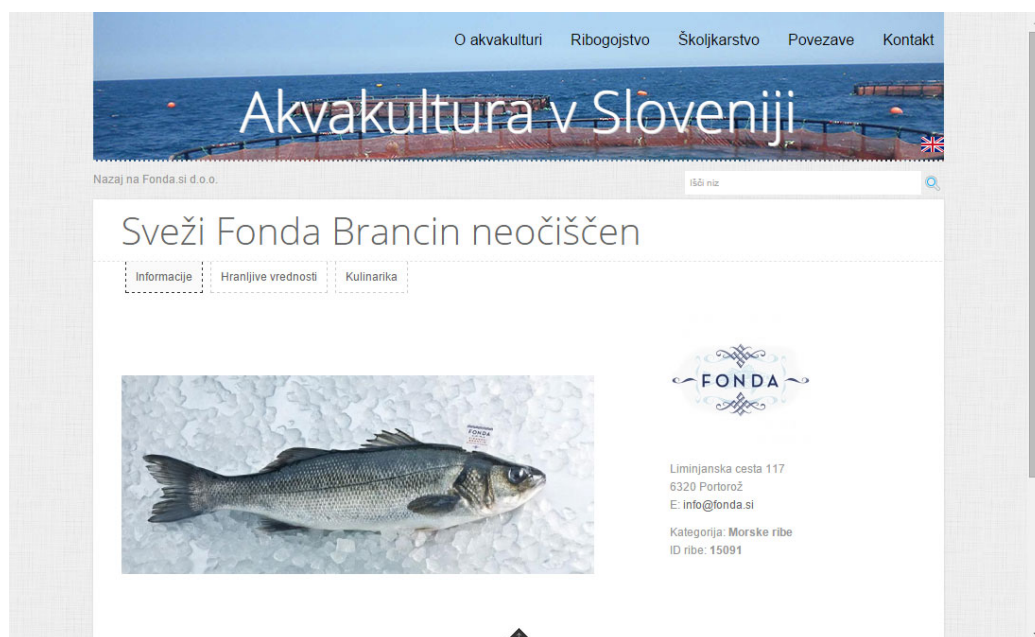 O akvakulturi Ribogojstvo Školjkarstvo Povezave Kontakt
Akvakultura v Sloveniji
Nazaj na Fonda.si d.o.o.
Išči niz
Sveži Fonda Brancin neočiščen
Informacije Hranljive vrednosti Kulinarika
FONDA
FONDA
Liminjanska cesta 117
6320 Portorož
E: info@fonda.si
Kategorija: Morske ribe
ID ribe: 15091